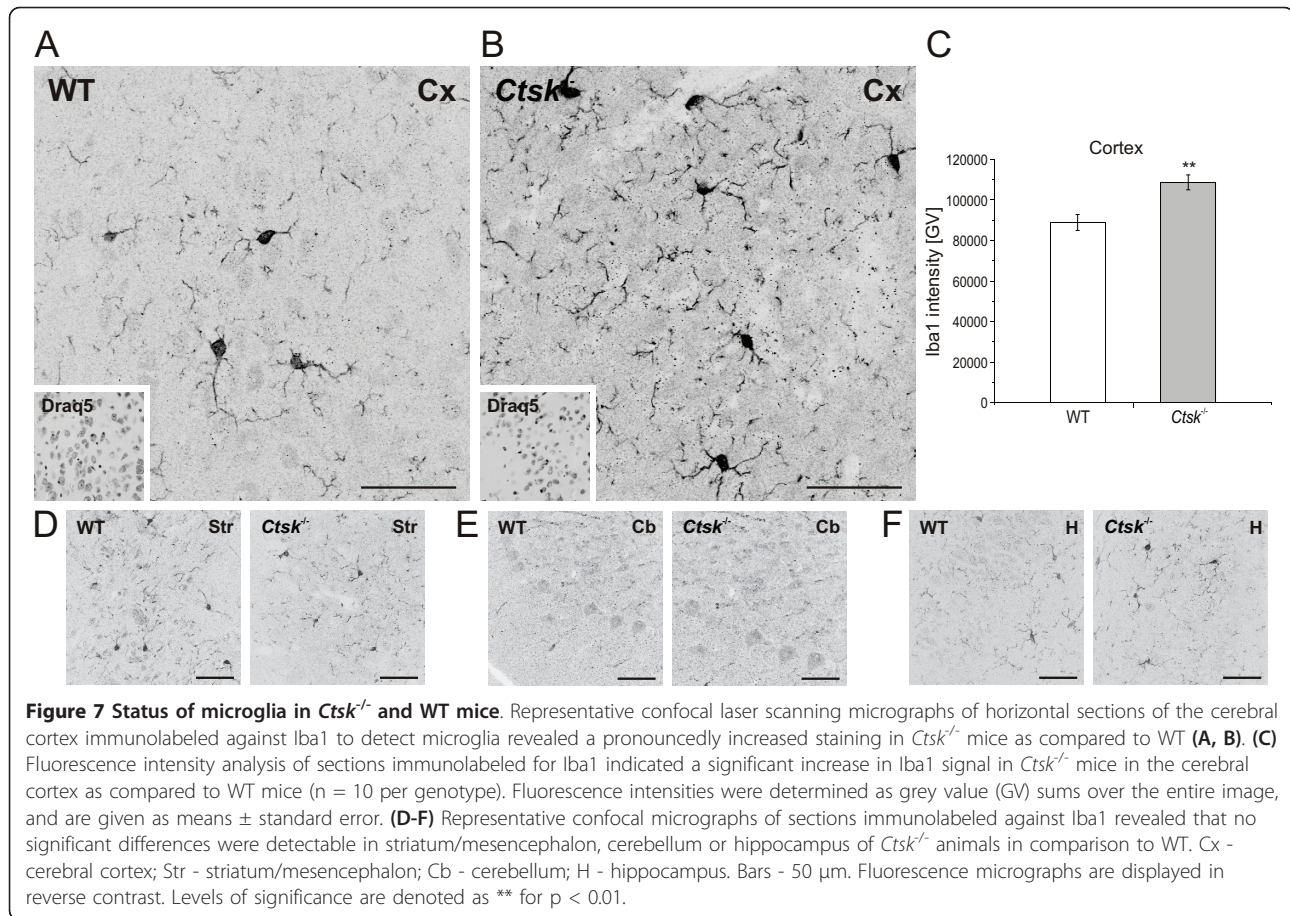 A
B
C
WT Cx
Ctsk-/- Cx
Draq5
Draq5
Cortex
120000
**
100000
80000
60000
40000
20000
0
Iba1 intensity [GV]
WT
Ctsk-/-
D
WT Str
Ctsk-/- Str
E
WT Cb
Ctsk-/- Cb
F
WT H
Ctsk-/- H
Figure 7 Status of microglia in Ctsk-/- and WT mice. Representative confocal laser scanning micrographs of horizontal sections of the cerebral
cortex immunolabeled against Iba1 to detect microglia revealed a pronouncedly increased staining in Ctsk-/- mice as compared to WT (A, B). (C)
Fluorescence intensity analysis of sections immunolabeled for Iba1 indicated a significant increase in Iba1 signal in Ctsk-/- mice in the cerebral
cortex as compared to WT mice (n = 10 per genotype). Fluorescence intensities were determined as grey value (GV) sums over the entire image,
and are given as means ± standard error. (D-F) Representative confocal micrographs of sections immunolabeled against Iba1 revealed that no
significant differences were detectable in striatum/mesencephalon, cerebellum or hippocampus of Ctsk-/- animals in comparison to WT. Cx -
cerebral cortex; Str - striatum/mesencephalon; Cb - cerebellum; H - hippocampus. Bars - 50 μm. Fluorescence micrographs are displayed in
reverse contrast. Levels of significance are denoted as ** for p < 0.01.